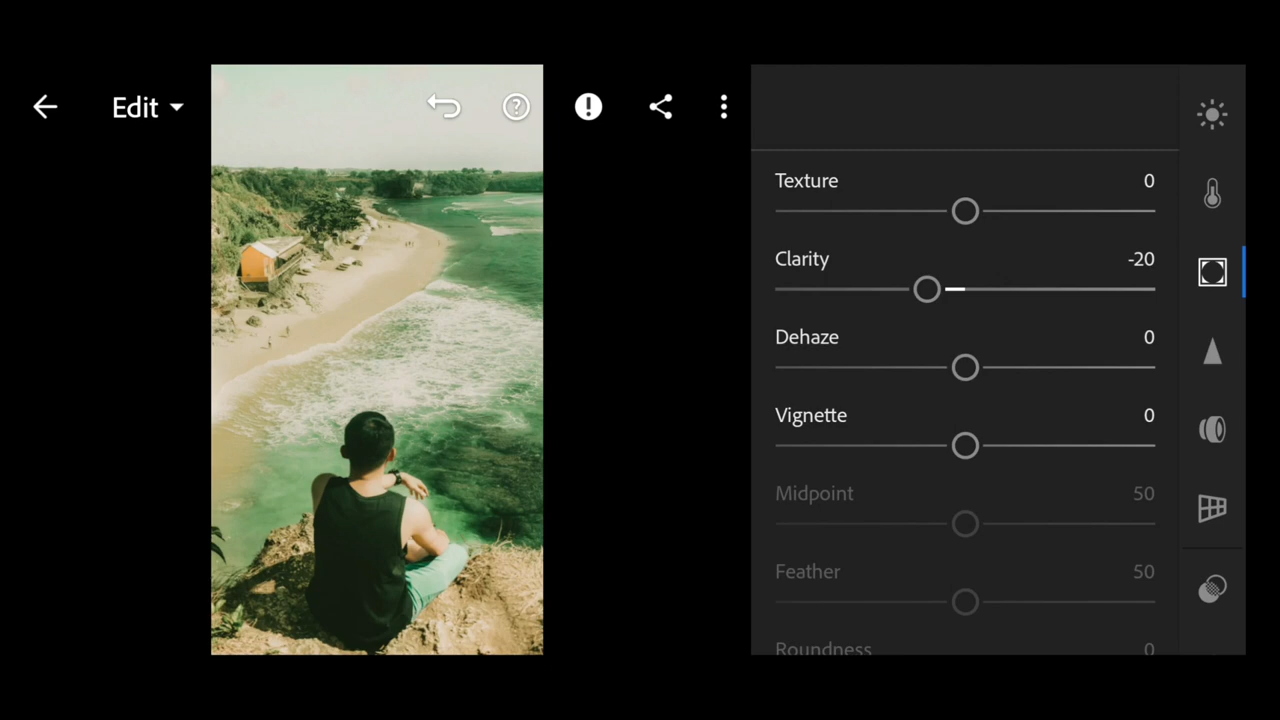 Edit
Texture 0
Clarity -20
Dehaze 0
Vignette 0
Midpoint 50
Feather 50
Roundness 0